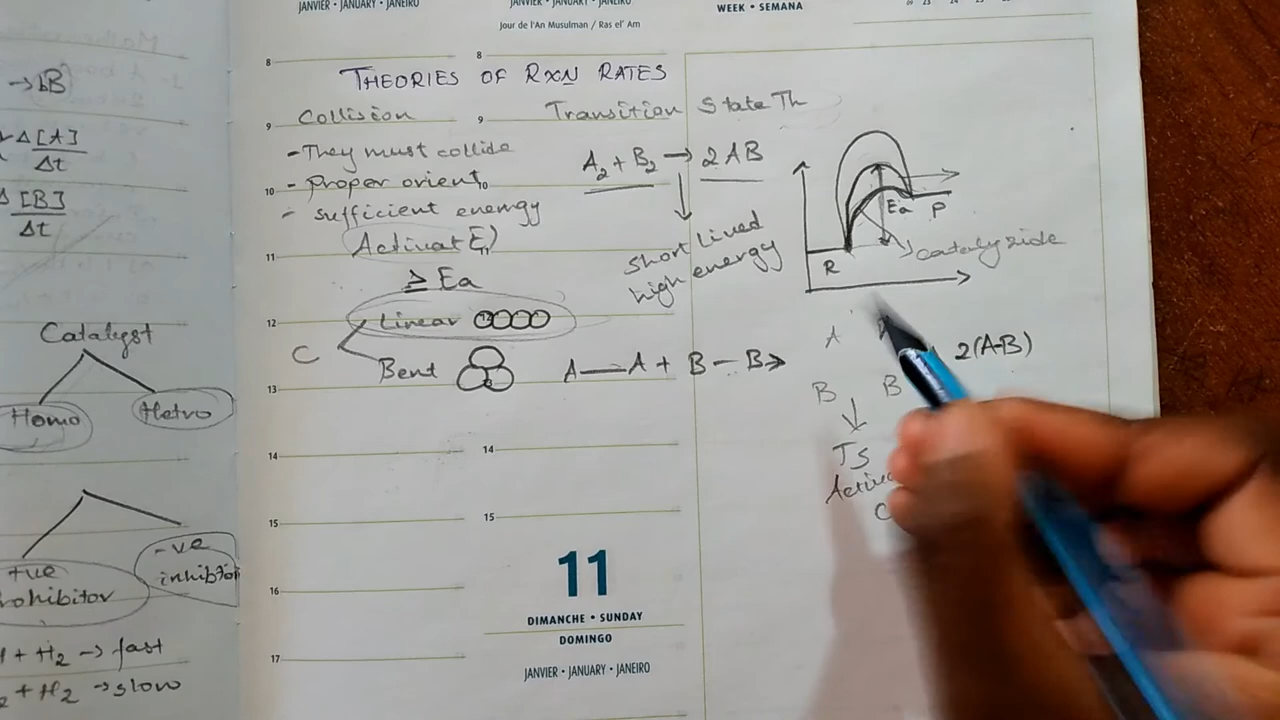 JANVIER • JANUARY • JANEIRO
JANVIER • JANUARY • JANEIRO
Jour de l'An Musulman / Ras el' Am
WEEK • SEMANA
→ bB
Δ[A]
Δt
Δ[B]
Δt
Catalyst
Homo
Hetro
+ve
-ve
inhibtor
+ H2 → fast
+ H2 → slow
8
8
THEORIES OF RXN RATES
Collision
9
- They must collide
10
- Proper orient
10
- sufficient energy
Activat E)
11
11
≥ Ea
12
C
Linear
12
Bent
13
14
14
15
15
16
17
9
Transition State Th
A2 + B2 → 2AB
short lived
high energy
A—A + B—B
Ea
P
R
A
B B
2(A-B)
↓
TS
11
DIMANCHE • SUNDAY
DOMINGO
JANVIER • JANUARY • JANEIRO